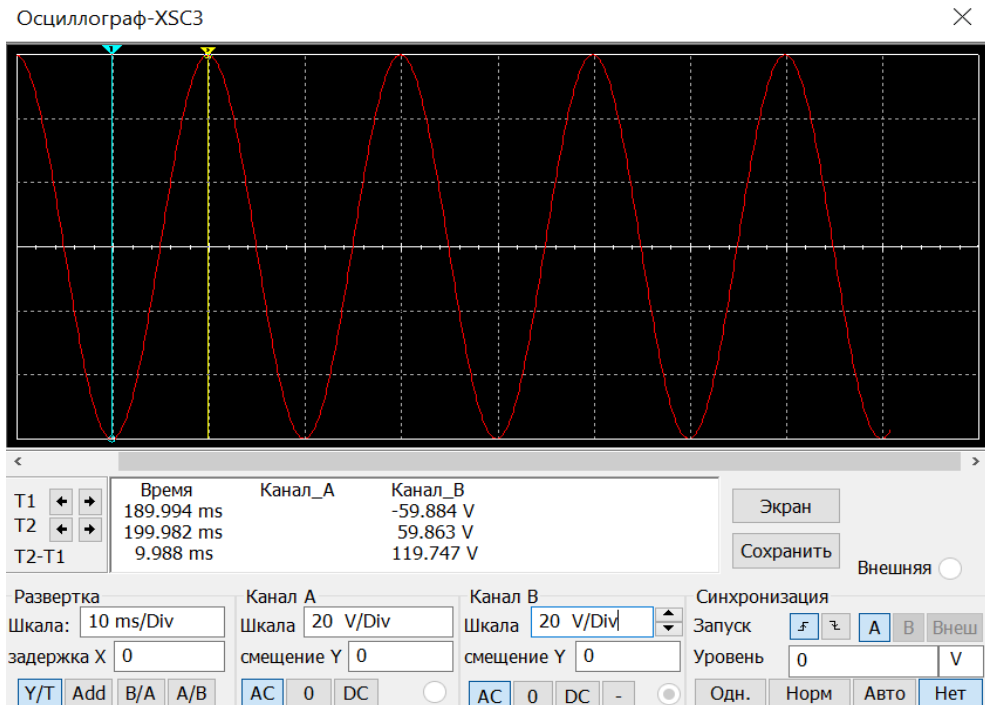 Осциллограф-XSC3
1
2
T1
T2
T2-T1
Время Канал_A Канал_B
189.994 ms -59.884 V
199.982 ms 59.863 V
9.988 ms 119.747 V
Экран
Сохранить
Внешняя
Развертка
Шкала: 10 ms/Div
задержка X 0
Y/T Add B/A A/B
Канал A
Шкала 20 V/Div
смещение Y 0
AC 0 DC
Канал B
Шкала 20 V/Div
смещение Y 0
AC 0 DC -
Синхронизация
Запуск A B Внеш
Уровень 0 V
Одн. Норм Авто Нет